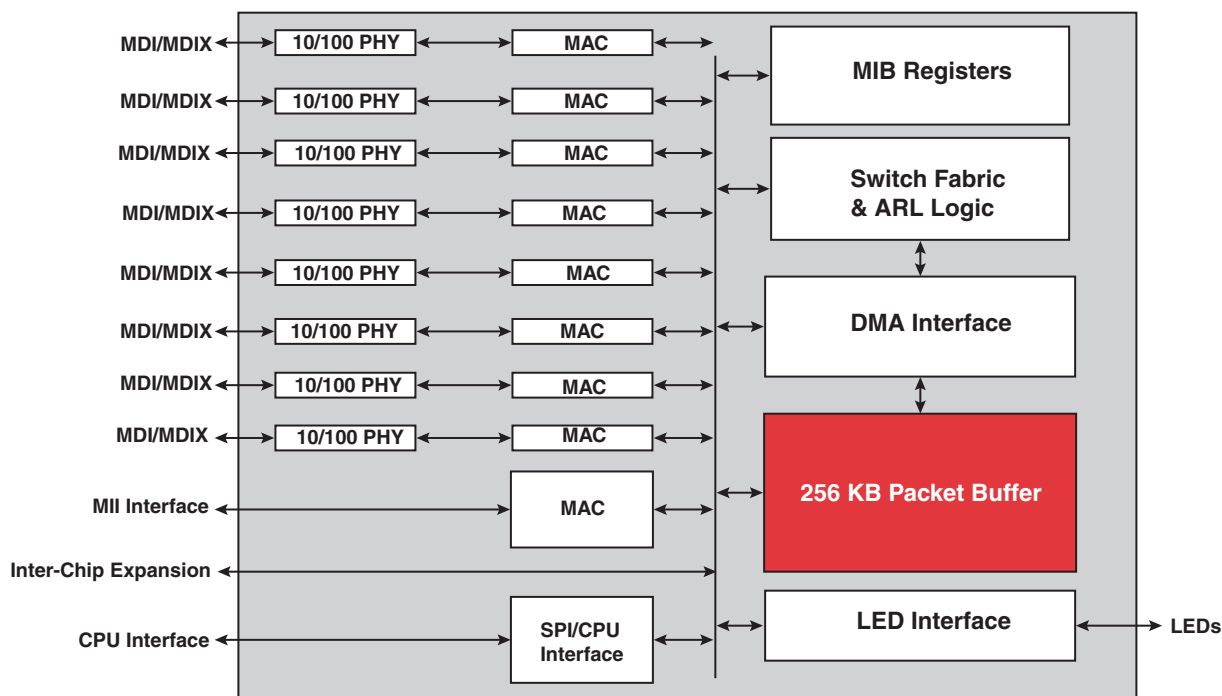 MDI/MDIX
10/100 PHY
MAC
MDI/MDIX
10/100 PHY
MAC
MDI/MDIX
10/100 PHY
MAC
MDI/MDIX
10/100 PHY
MAC
MDI/MDIX
10/100 PHY
MAC
MDI/MDIX
10/100 PHY
MAC
MDI/MDIX
10/100 PHY
MAC
MDI/MDIX
10/100 PHY
MAC
MII Interface
MAC
Inter-Chip Expansion
CPU Interface
SPI/CPU
Interface
MIB Registers
Switch Fabric
& ARL Logic
DMA Interface
256 KB Packet Buffer
LED Interface
LEDs